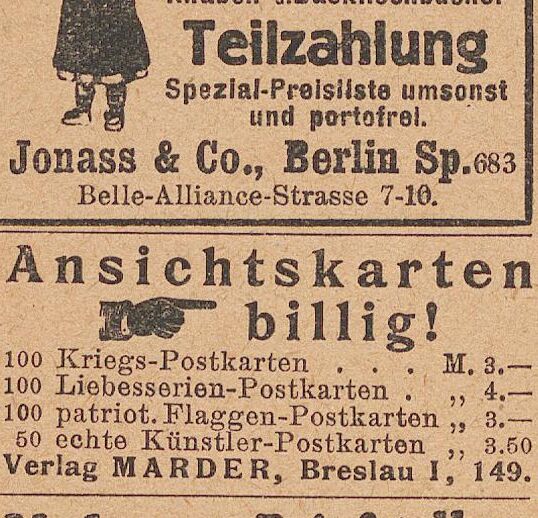 Teilzahlung
Spezial-Preisliste umsonst
und portofrei.
Jonass & Co., Berlin Sp. 683
Belle-Alliance-Strasse 7-10.
Ansichtskarten
billig!
100 Kriegs-Postkarten . . . M. 3.—
100 Liebesserien-Postkarten . „ 4.—
100 patriot. Flaggen-Postkarten „ 3.—
50 echte Künstler-Postkarten „ 3.50
Verlag MARDER, Breslau I, 149.